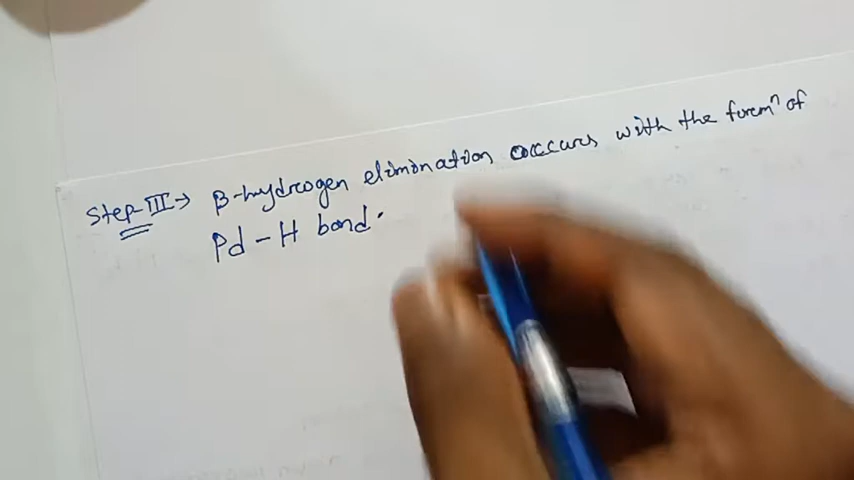 Step-III→ β-hydrogen elimination occurs with the formⁿ of
Pd-H bond.